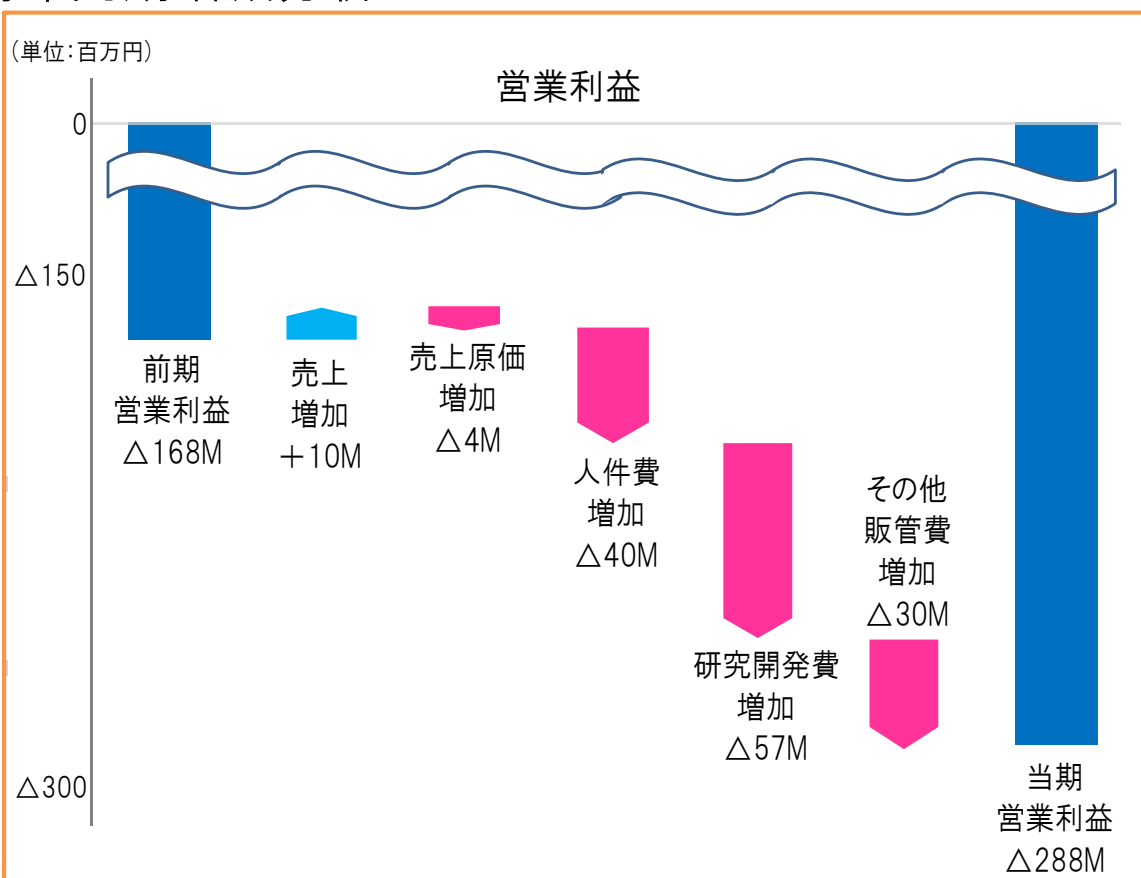 （単位：百万円）
営業利益
0
△150
△300
前期
営業利益
△168M
売上
増加
＋10M
売上原価
増加
△4M
人件費
増加
△40M
研究開発費
増加
△57M
その他
販管費
増加
△30M
当期
営業利益
△288M